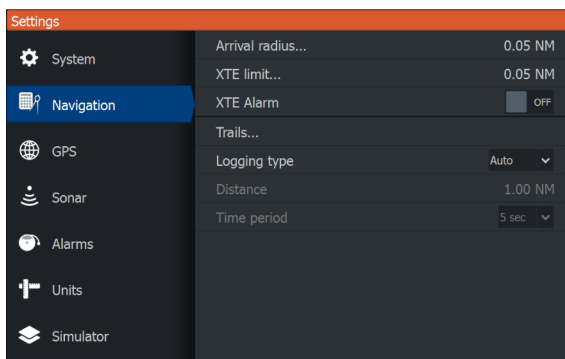 Settings
System
Navigation
GPS
Sonar
Alarms
Units
Simulator
Arrival radius... 0.05 NM
XTE limit... 0.05 NM
XTE Alarm OFF
Trails...
Logging type Auto
Distance 1.00 NM
Time period 5 sec